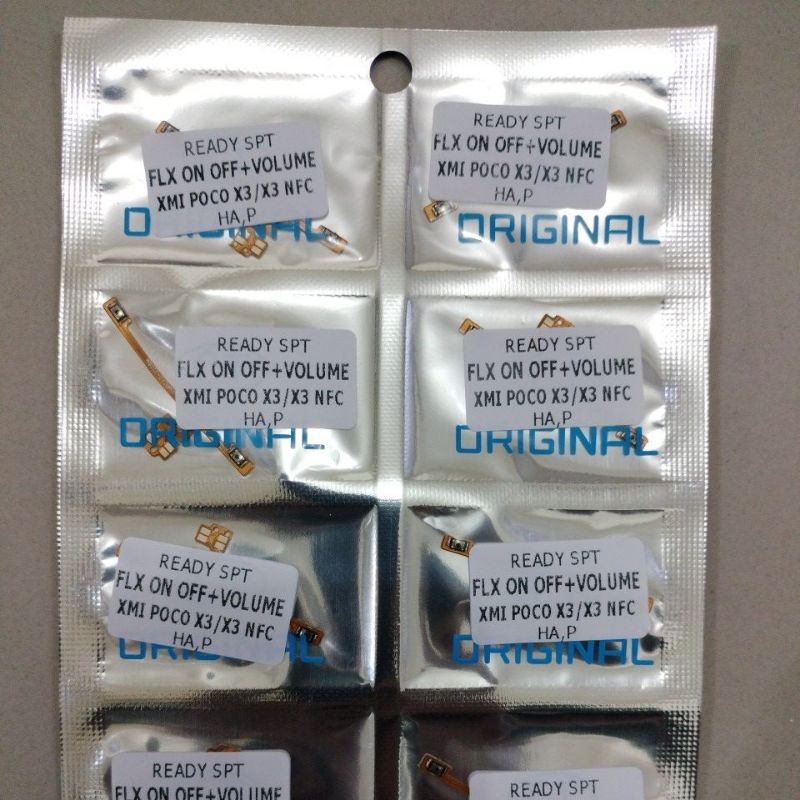 READY SPT
FLX ON OFF+VOLUME
XMI POCO X3/X3 NFC
HA,P
ORIGINAL
READY SPT
FLX ON OFF+VOLUME
XMI POCO X3/X3 NFC
HA,P
ORIGINAL
READY SPT
FLX ON OFF+VOLUME
XMI POCO X3/X3 NFC
HA,P
ORIGINAL
READY SPT
FLX ON OFF+VOLUME
XMI POCO X3/X3 NFC
HA,P
ORIGINAL
READY SPT
FLX ON OFF+VOLUME
XMI POCO X3/X3 NFC
HA,P
ORIGINAL
READY SPT
FLX ON OFF+VOLUME
XMI POCO X3/X3 NFC
HA,P
ORIGINAL
READY SPT
FLX ON OFF+VOLUME
READY SPT